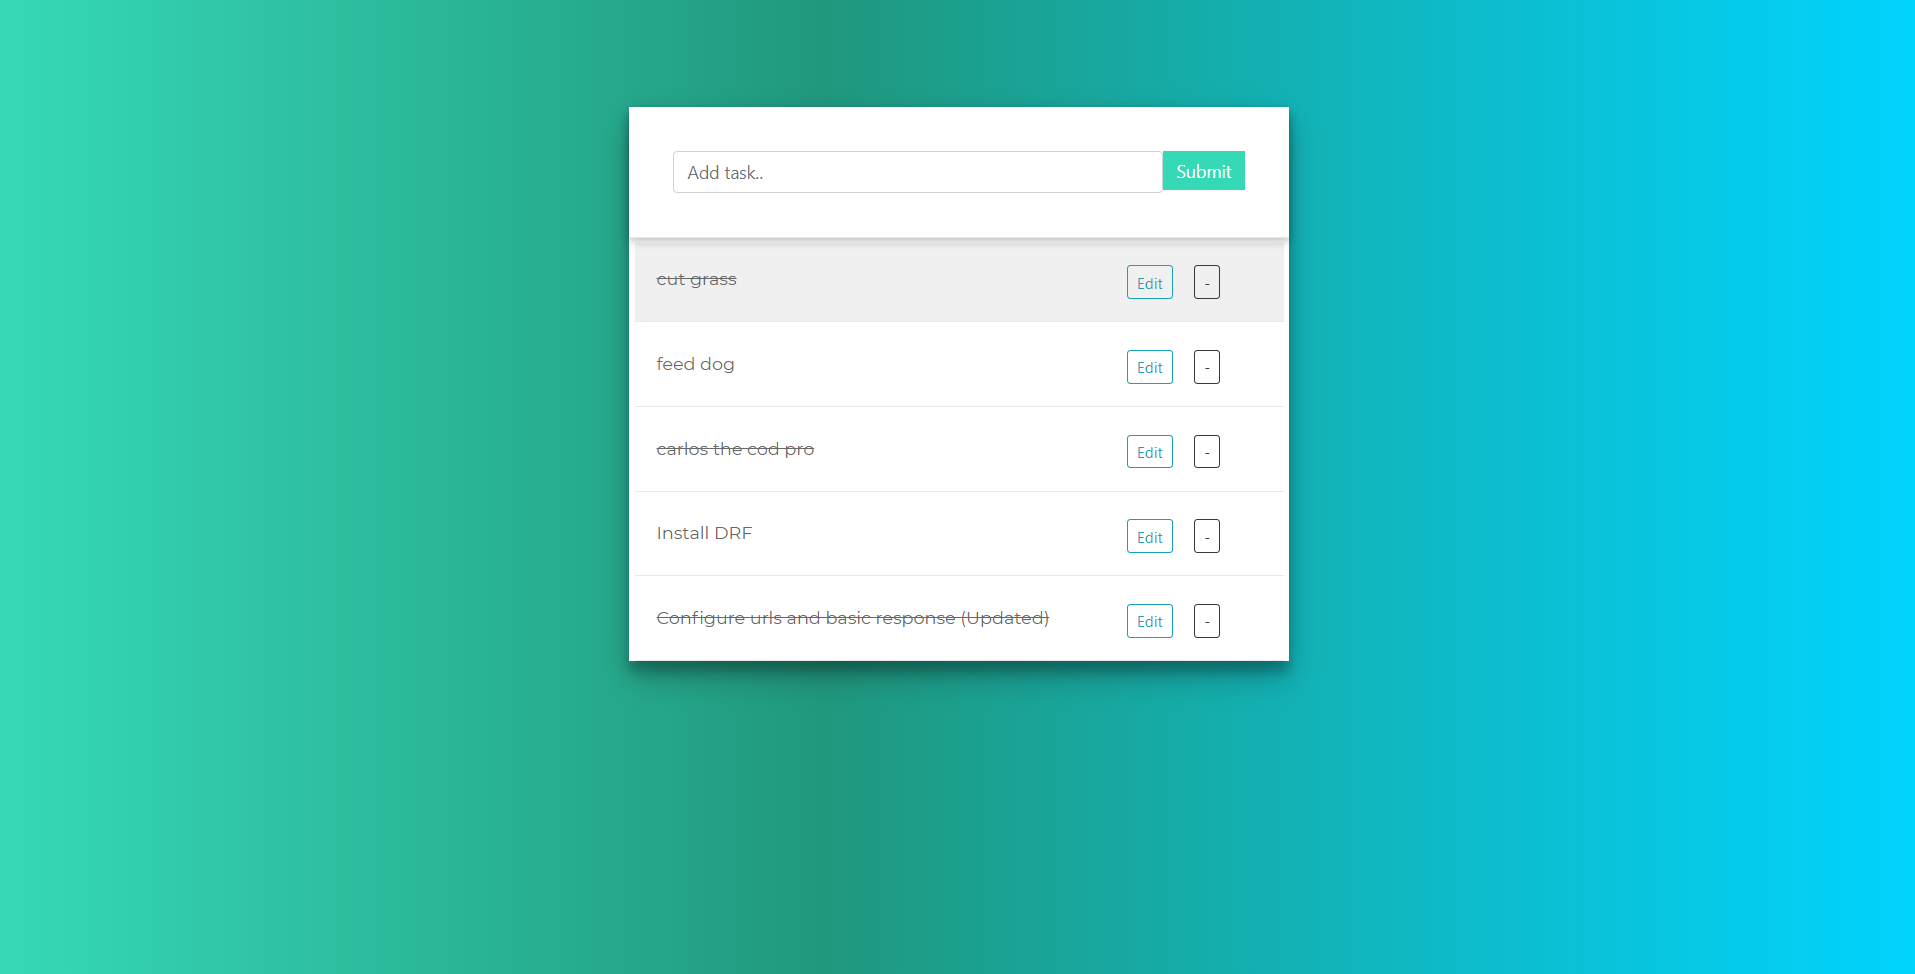 Add task.. Submit
cut grass Edit -
feed dog Edit -
carlos the cod pro Edit -
Install DRF Edit -
Configure urls and basic response (Updated) Edit -